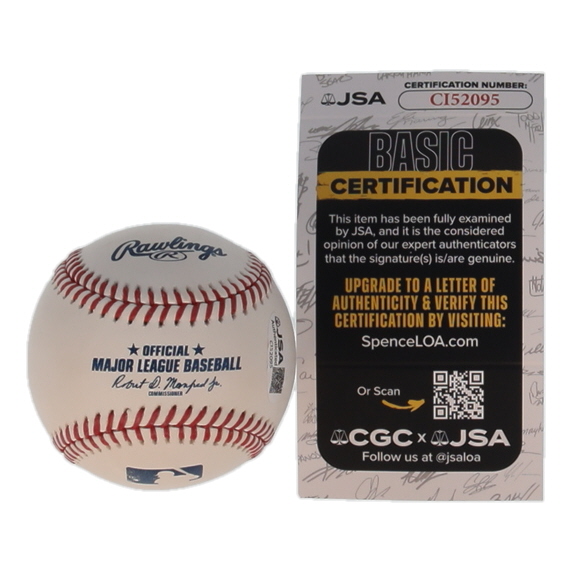 Rawlings
R
★ OFFICIAL ★
MAJOR LEAGUE BASEBALL
Robert D. Manfred Jr.
COMMISSIONER
JSA
JSA
CERTIFICATION NUMBER:
CI52095
BASIC
CERTIFICATION
This item has been fully examined
by JSA, and it is the considered
opinion of our expert authenticators
that the signature(s) is/are genuine.
UPGRADE TO A LETTER OF
AUTHENTICITY & VERIFY THIS
CERTIFICATION BY VISITING:
SpenceLOA.com
Or Scan
CGC x JSA
Follow us at @jsaloa